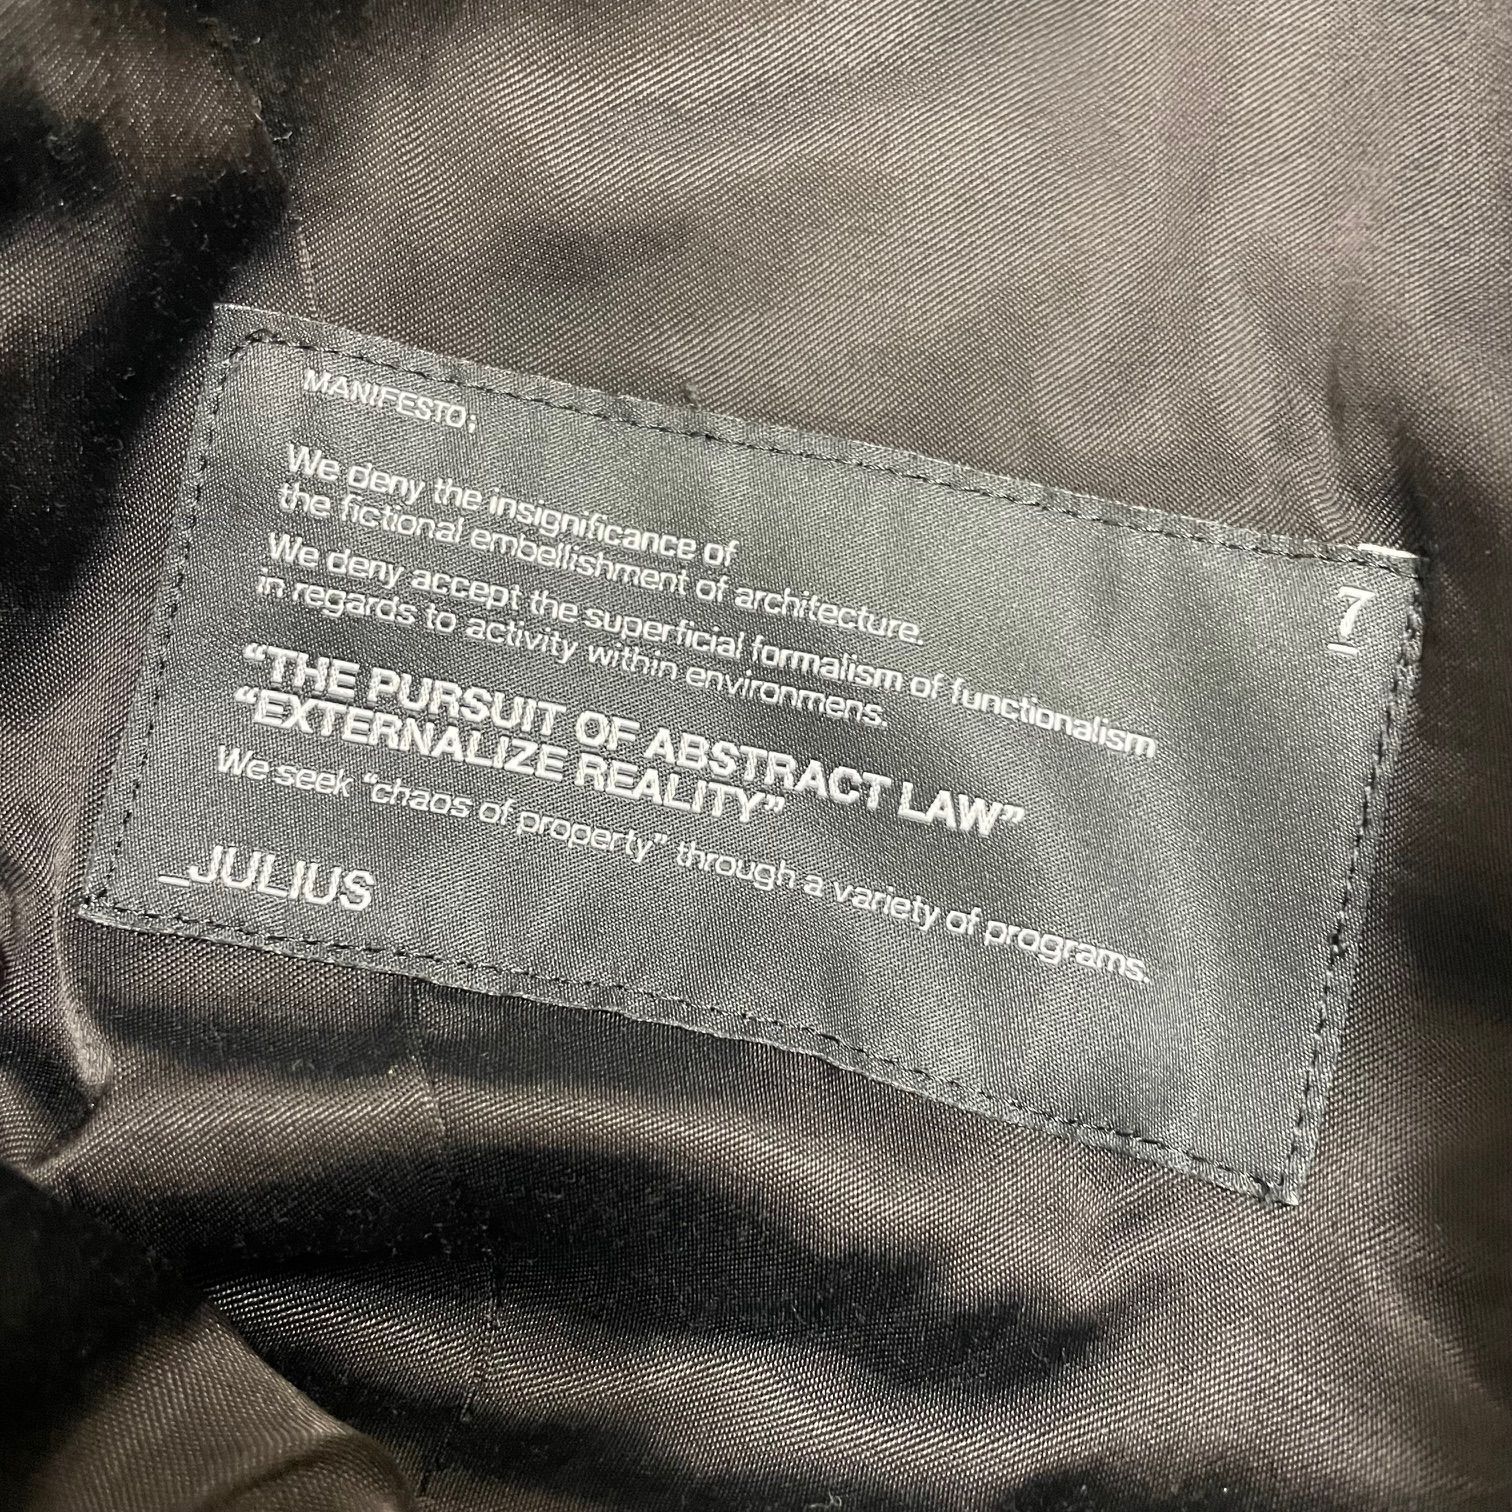 MANIFESTO;
We deny the insignificance of
the fictional embellishment of architecture.
We deny accept the superficial formalism of functionalism
in regards to activity within environmens.
“THE PURSUIT OF ABSTRACT LAW”
“EXTERNALIZE REALITY”
We seek “chaos of property” through a variety of programs.
_JULIUS
7